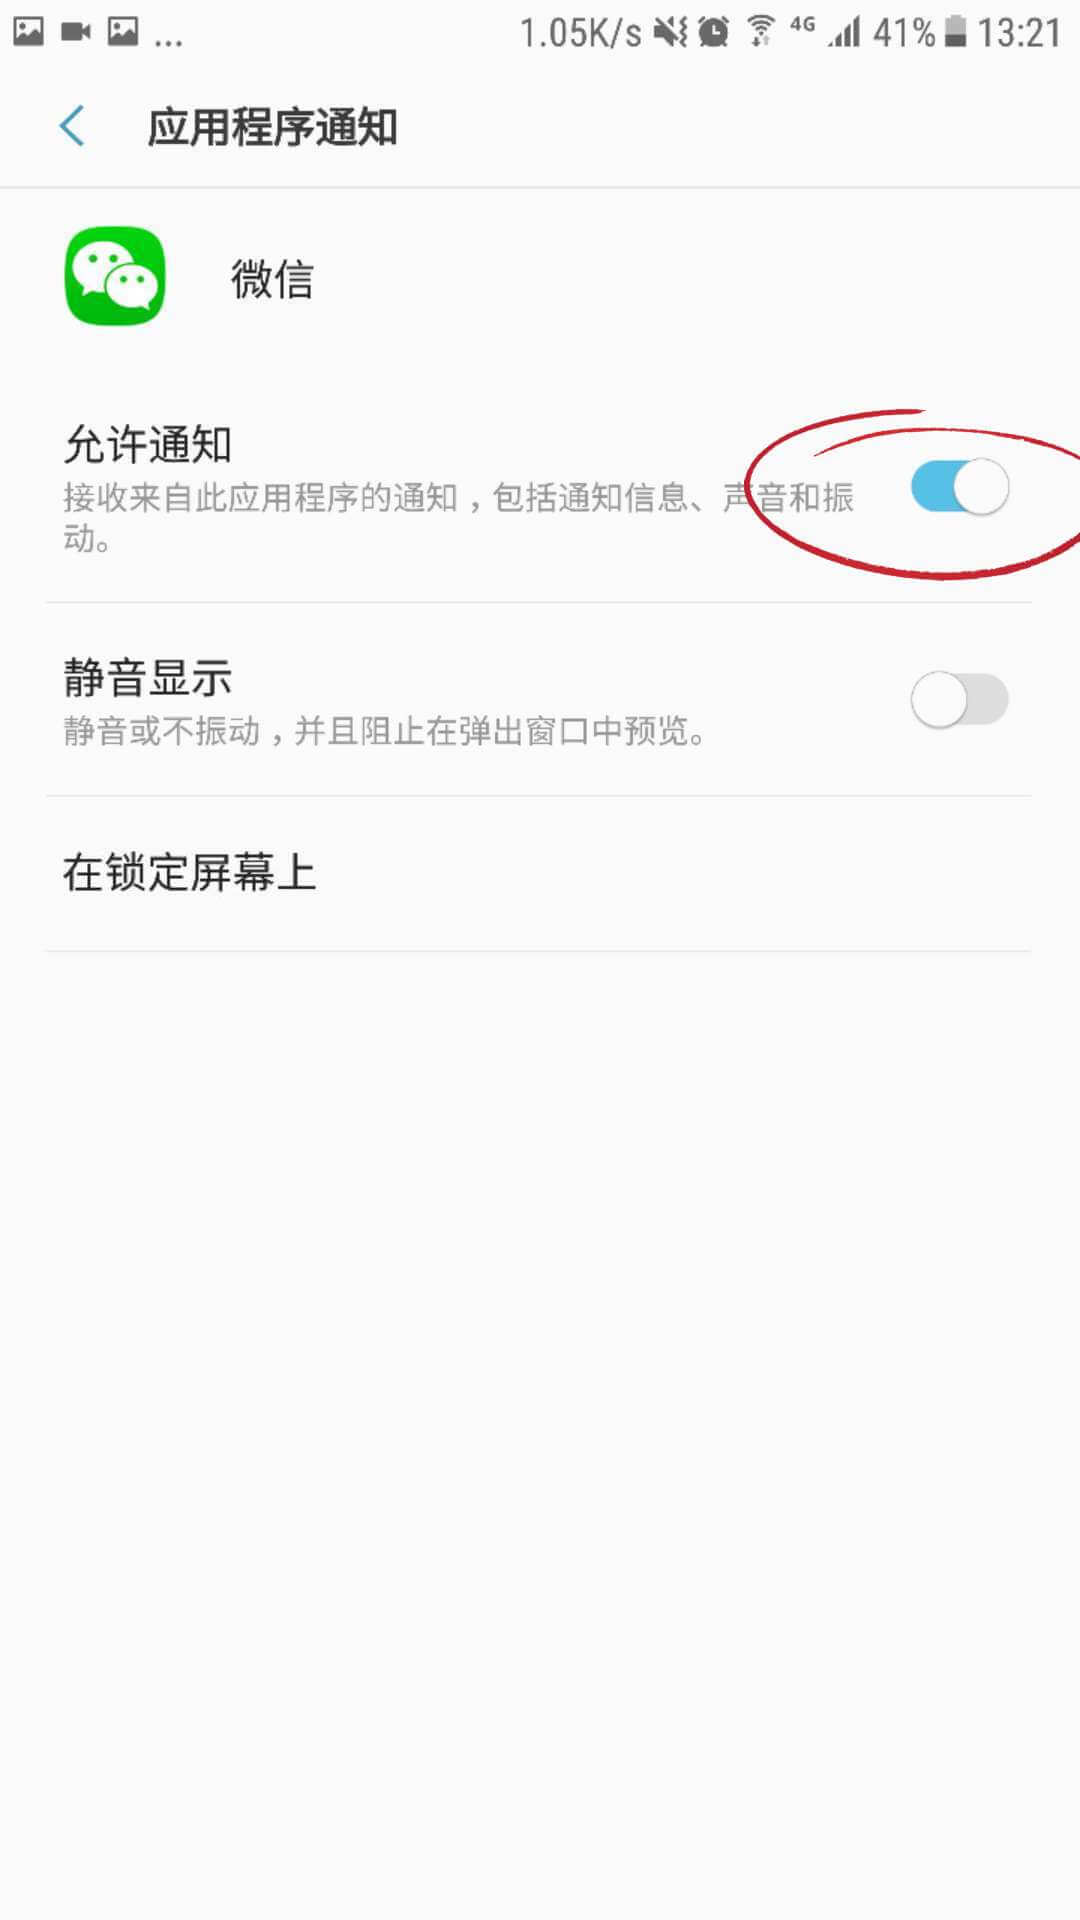 ... 1.05K/s 4G 41% 13:21
应用程序通知
微信
允许通知
接收来自此应用程序的通知，包括通知信息、声音和振
动。
静音显示
静音或不振动，并且阻止在弹出窗口中预览。
在锁定屏幕上